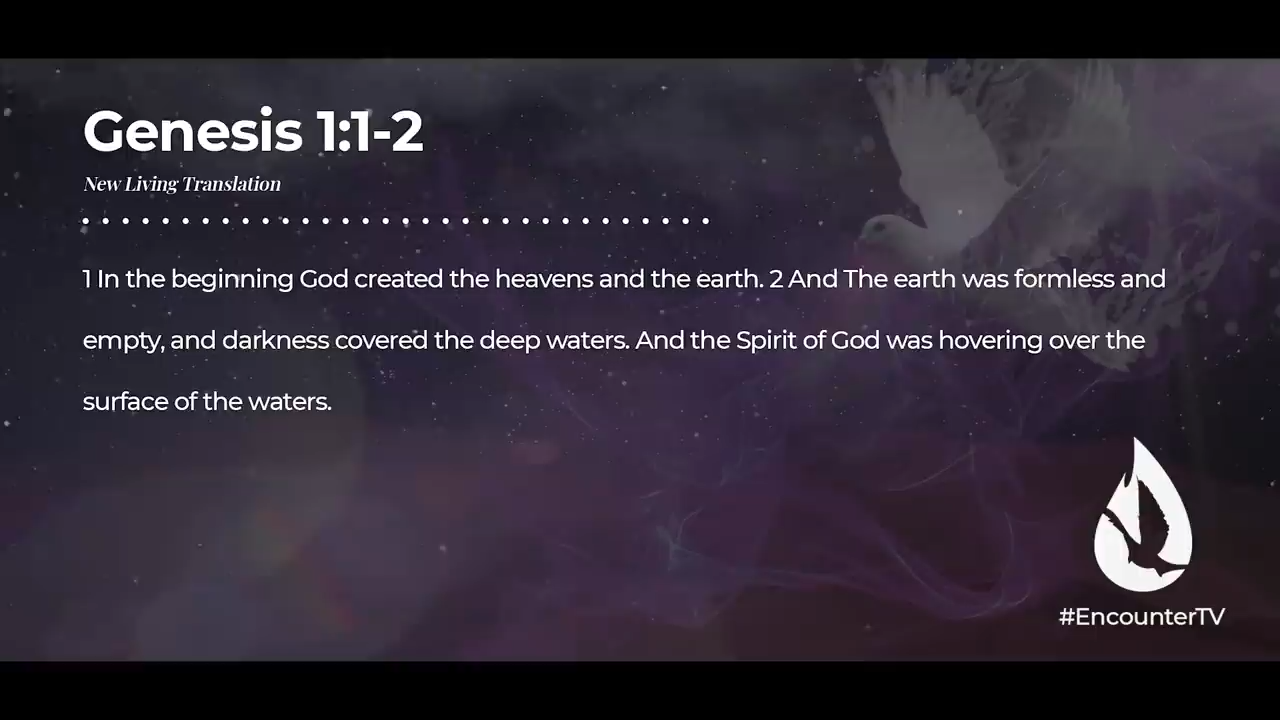 Genesis 1:1-2
New Living Translation
1 In the beginning God created the heavens and the earth. 2 And The earth was formless and
empty, and darkness covered the deep waters. And the Spirit of God was hovering over the
surface of the waters.
#EncounterTV